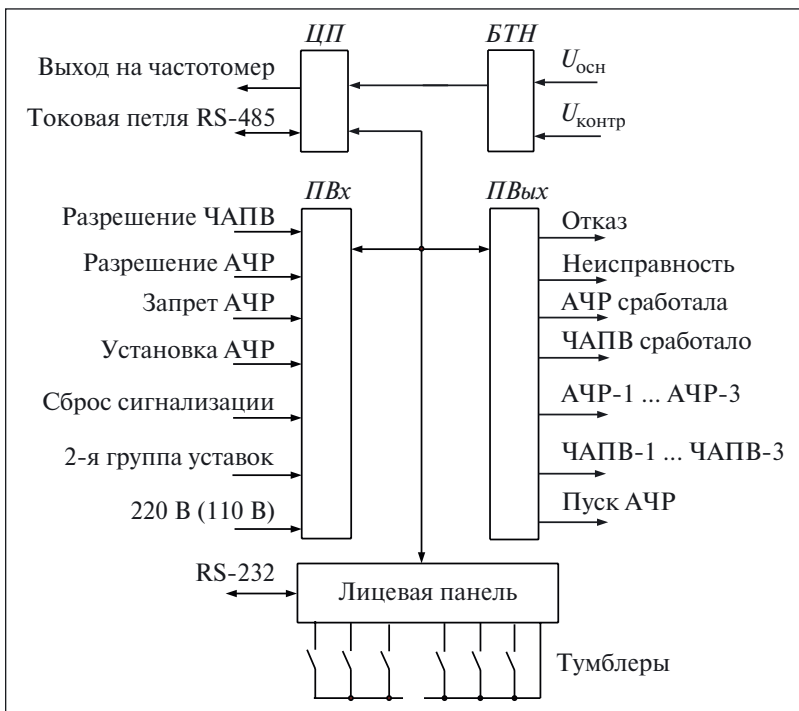 ЦП
БТН
Выход на частотомер
Uосн
Токовая петля RS-485
Uконтр
ПВх
ПВых
Разрешение ЧАПВ
Разрешение АЧР
Запрет АЧР
Установка АЧР
Сброс сигнализации
2-я группа уставок
220 В (110 В)
Отказ
Неисправность
АЧР сработала
ЧАПВ сработало
АЧР-1 ... АЧР-3
ЧАПВ-1 ... ЧАПВ-3
Пуск АЧР
RS-232
Лицевая панель
Тумблеры